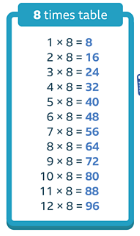 8 times table
1 × 8 = 8
2 × 8 = 16
3 × 8 = 24
4 × 8 = 32
5 × 8 = 40
6 × 8 = 48
7 × 8 = 56
8 × 8 = 64
9 × 8 = 72
10 × 8 = 80
11 × 8 = 88
12 × 8 = 96